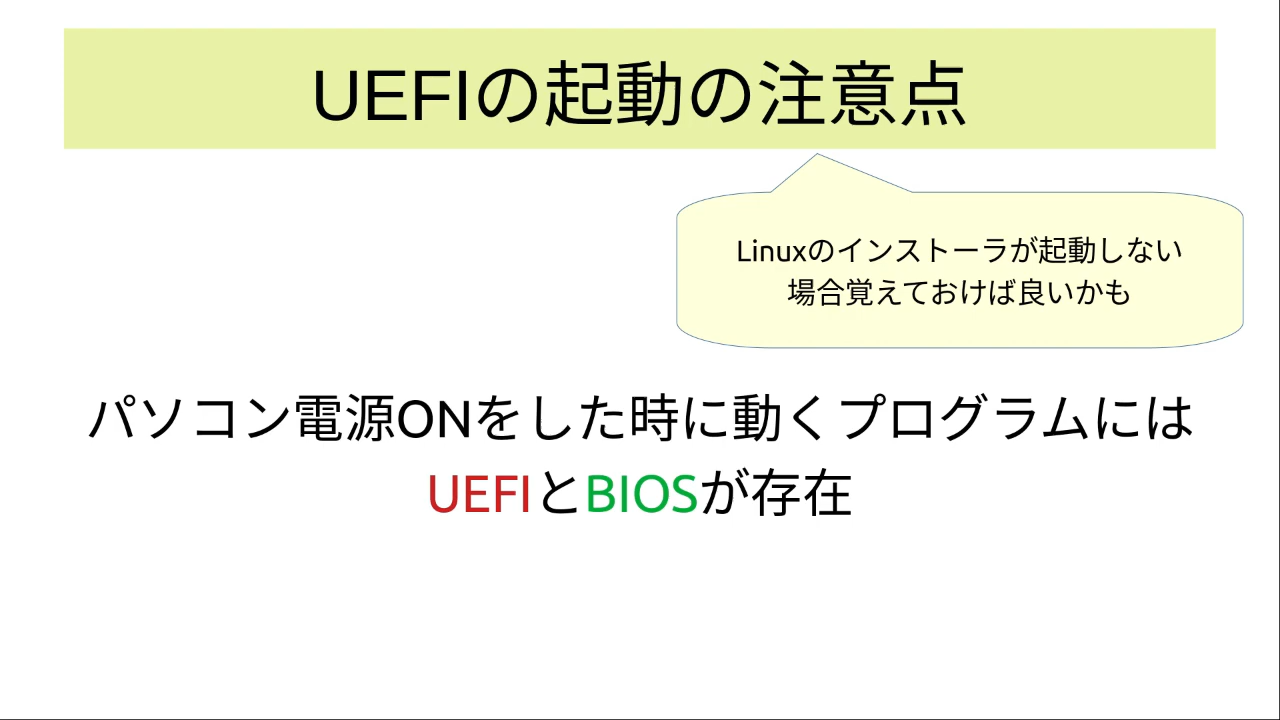 UEFIの起動の注意点
Linuxのインストーラが起動しない
場合覚えておけば良いかも
パソコン電源ONをした時に動くプログラムには
UEFIとBIOSが存在